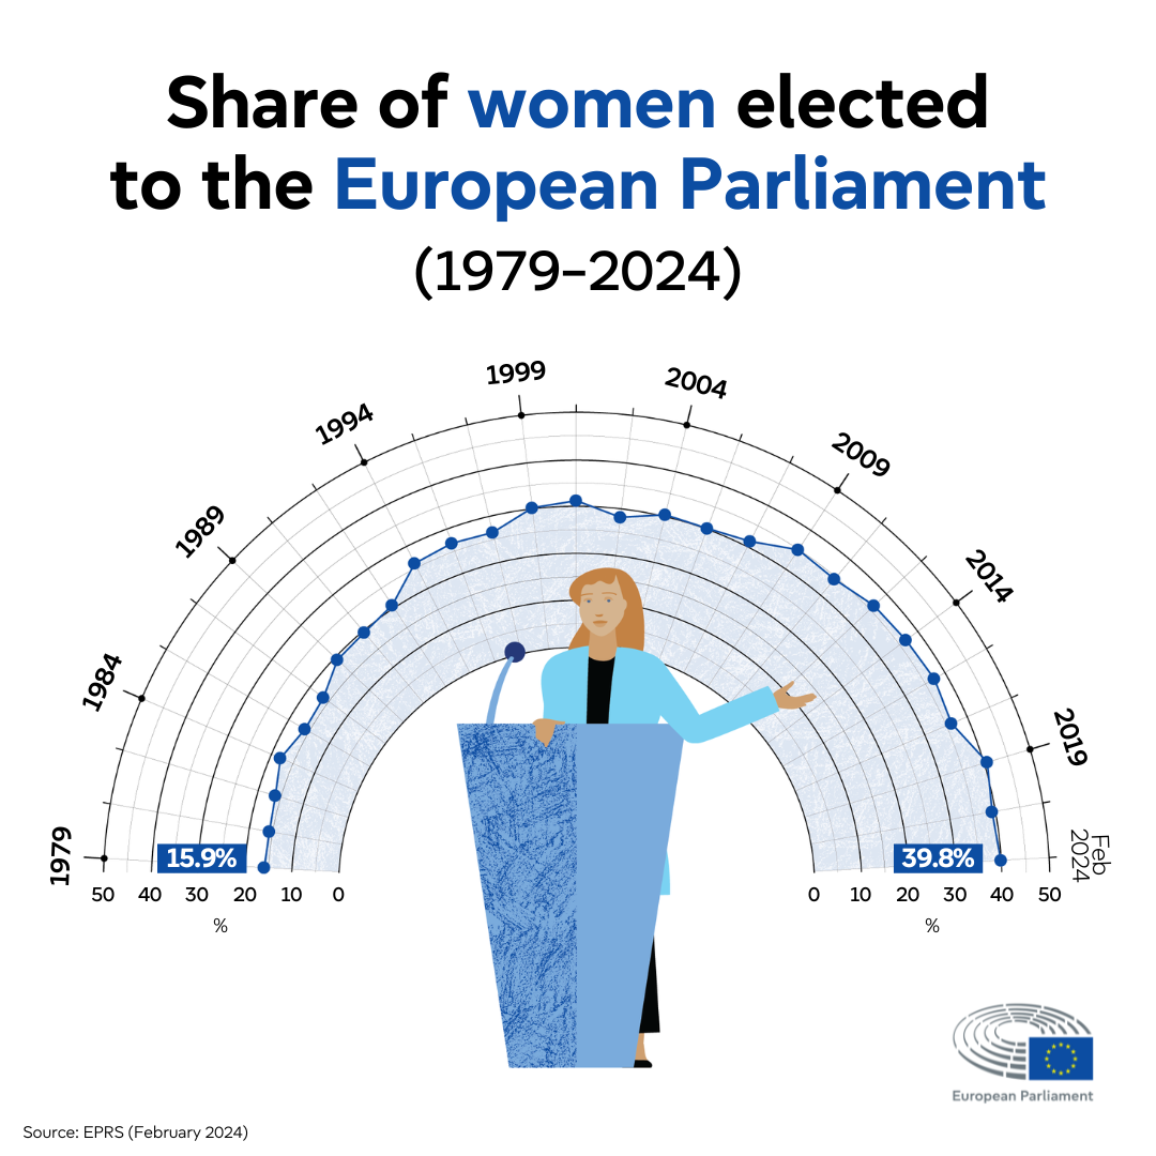 Share of women elected
to the European Parliament
(1979–2024)
1979
1984
1989
1994
1999
2004
2009
2014
2019
Feb
2024
15.9%
39.8%
50 40 30 20 10 0
%
0 10 20 30 40 50
%
European Parliament
Source: EPRS (February 2024)